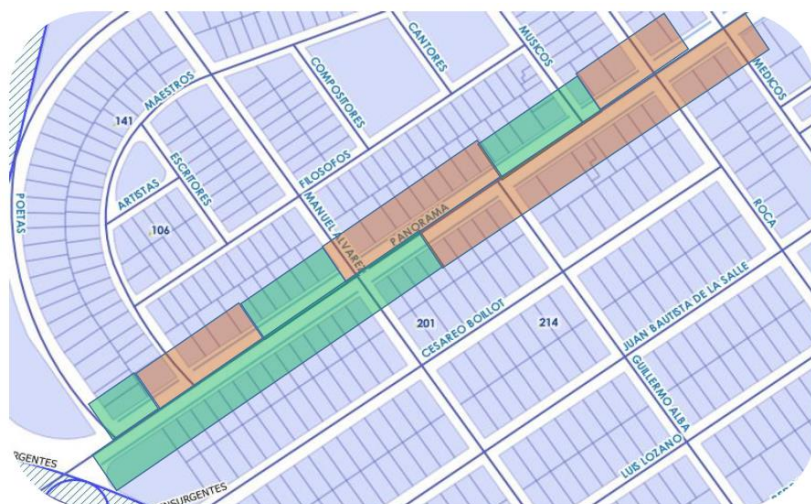 CANTORES
MUSICOS
MEDICOS
COMPOSITORES
MAESTROS
141
ESCRITORES
FILOSOFOS
ARTISTAS
POETAS
MANUEL ALVAREZ
PANORAMA
106
ROCA
201
214
CESAREO BOILLOT
JUAN BAUTISTA DE LA SALLE
GUILLERMO ALBA
LUIS LOZANO
RGENTES
INSURGENTES